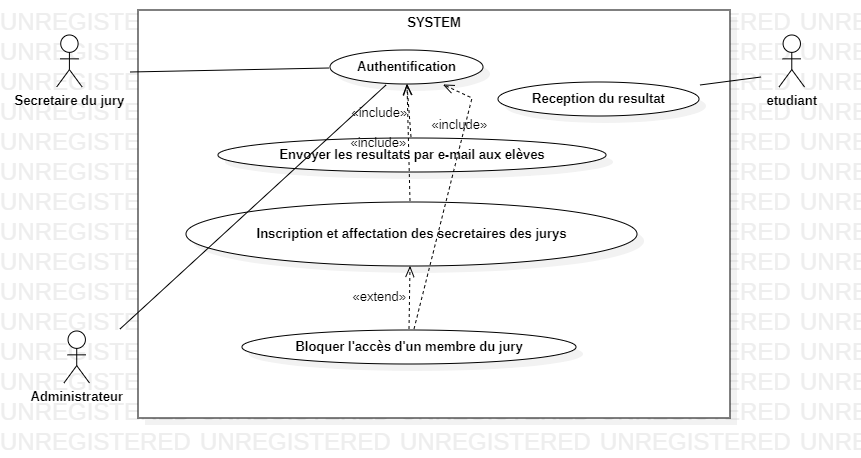 SYSTEM
Authentification
Secretaire du jury
Reception du resultat
etudiant
«include»
«include»
«include»
Envoyer les resultats par e-mail aux elèves
Inscription et affectation des secretaires des jurys
«extend»
Bloquer l'accès d'un membre du jury
Administrateur
UNREGISTERED UNREGISTERED UNREGISTERED UNREGISTERED UNRE